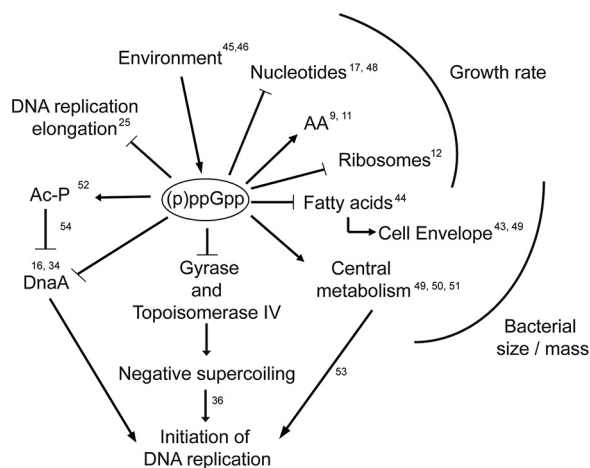 Environment 45,46
Nucleotides 17, 48
Growth rate
DNA replication
elongation 25
AA 9, 11
Ribosomes 12
Ac-P 52
(p)ppGpp
Fatty acids 44
54
Cell Envelope 43, 49
16, 34
DnaA
Gyrase
and
Topoisomerase IV
Central
metabolism 49, 50, 51
Bacterial
size / mass
Negative supercoiling
53
36
Initiation of
DNA replication